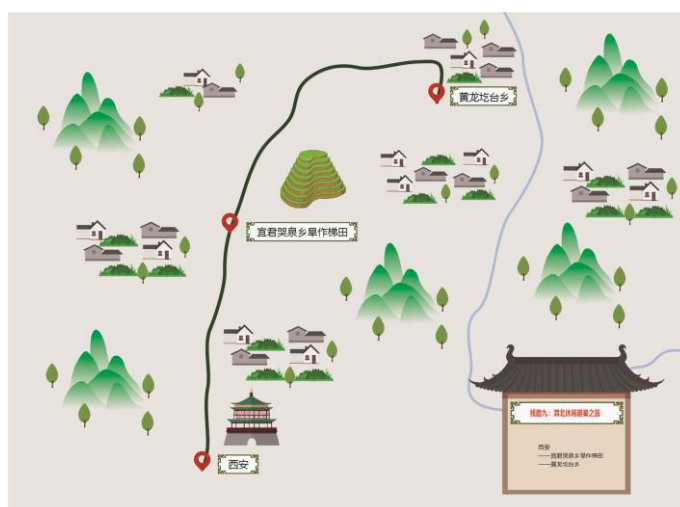 黄龙圪台乡
宜君哭泉乡旱作梯田
西安
线路九：渭北休闲避暑之旅
西安
——宜君哭泉乡旱作梯田
——黄龙圪台乡